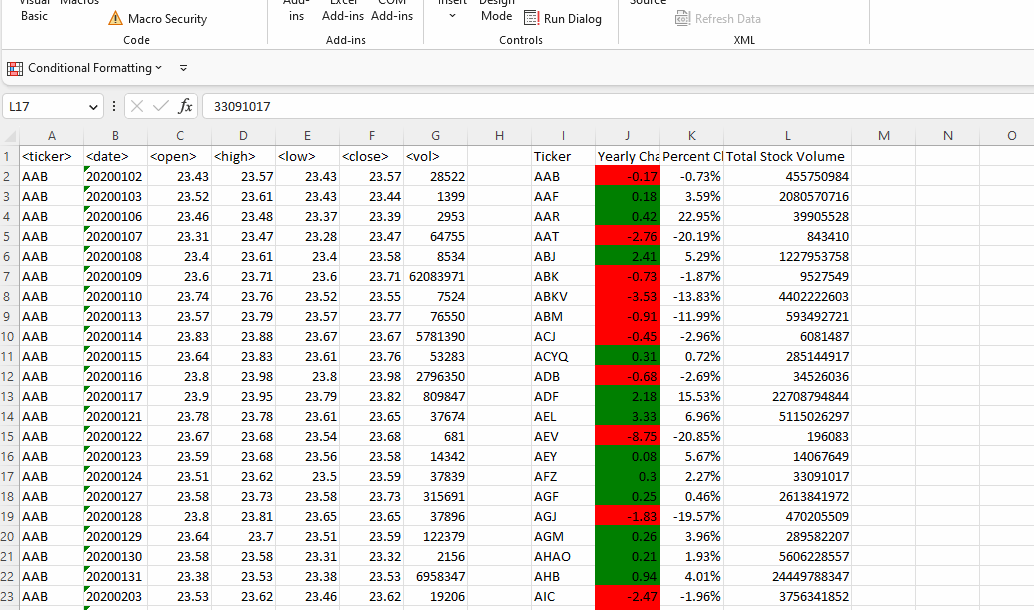 Visual Macros Add- Excel COM Insert Design Source
Basic Macro Security ins Add-ins Add-ins Mode Run Dialog Refresh Data
Code Add-ins Controls XML
Conditional Formatting
L17 fx 33091017
A B C D E F G H I J K L M N O
1 <ticker> <date> <open> <high> <low> <close> <vol> Ticker Yearly Cha Percent Cl Total Stock Volume
2 AAB 20200102 23.43 23.57 23.43 23.57 28522 AAB -0.17 -0.73% 455750984
3 AAB 20200103 23.52 23.61 23.43 23.44 1399 AAF 0.18 3.59% 2080570716
4 AAB 20200106 23.46 23.48 23.37 23.39 2953 AAR 0.42 22.95% 39905528
5 AAB 20200107 23.31 23.47 23.28 23.47 64755 AAT -2.76 -20.19% 843410
6 AAB 20200108 23.4 23.61 23.4 23.58 8534 ABJ 2.41 5.29% 1227953758
7 AAB 20200109 23.6 23.71 23.6 23.71 62083971 ABK -0.73 -1.87% 9527549
8 AAB 20200110 23.74 23.76 23.52 23.55 7524 ABKV -3.53 -13.83% 4402222603
9 AAB 20200113 23.57 23.79 23.57 23.77 76550 ABM -0.91 -11.99% 593492721
10 AAB 20200114 23.83 23.88 23.67 23.67 5781390 ACJ -0.45 -2.96% 6081487
11 AAB 20200115 23.64 23.83 23.61 23.76 53283 ACYQ 0.31 0.72% 285144917
12 AAB 20200116 23.8 23.98 23.8 23.98 2796350 ADB -0.68 -2.69% 34526036
13 AAB 20200117 23.9 23.95 23.79 23.82 809847 ADF 2.18 15.53% 22708794844
14 AAB 20200121 23.78 23.78 23.61 23.65 37674 AEL 3.33 6.96% 5115026297
15 AAB 20200122 23.67 23.68 23.54 23.68 681 AEV -8.75 -20.85% 196083
16 AAB 20200123 23.59 23.68 23.56 23.58 14342 AEY 0.08 5.67% 14067649
17 AAB 20200124 23.51 23.62 23.5 23.59 37839 AFZ 0.3 2.27% 33091017
18 AAB 20200127 23.58 23.73 23.58 23.73 315691 AGF 0.25 0.46% 2613841972
19 AAB 20200128 23.8 23.81 23.65 23.65 37896 AGJ -1.83 -19.57% 470205509
20 AAB 20200129 23.64 23.7 23.51 23.59 122379 AGM 0.26 3.96% 289582207
21 AAB 20200130 23.58 23.58 23.31 23.32 2156 AHAO 0.21 1.93% 5606228557
22 AAB 20200131 23.38 23.53 23.38 23.53 6958347 AHB 0.94 4.01% 24449788347
23 AAB 20200203 23.53 23.62 23.46 23.62 19206 AIC -2.47 -1.96% 3756341852